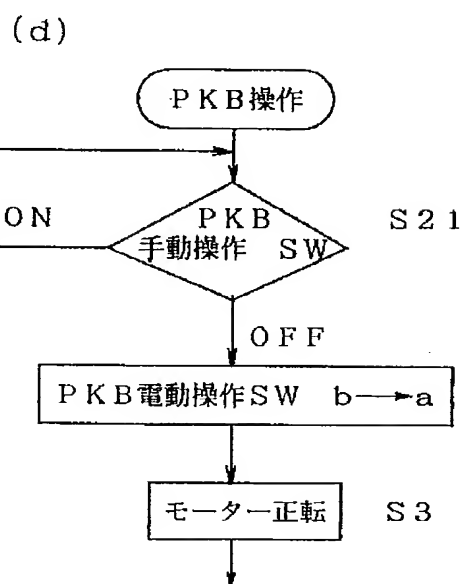 (d)
PKB操作
ON
PKB
手動操作 SW
S21
OFF
PKB電動操作SW b→a
モーター正転
S3